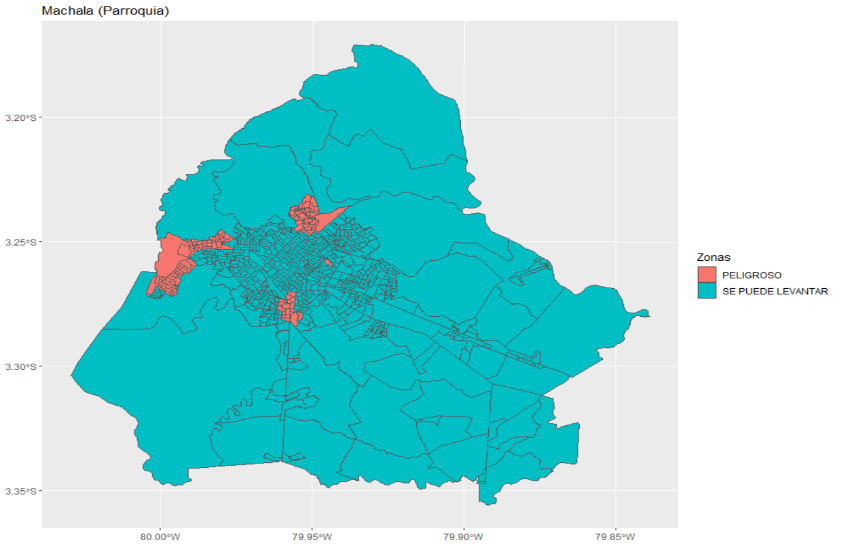 Machala (Parroquia)
3.20°S
3.25°S
3.30°S
3.35°S
80.00°W
79.95°W
79.90°W
79.85°W
Zonas
PELIGROSO
SE PUEDE LEVANTAR